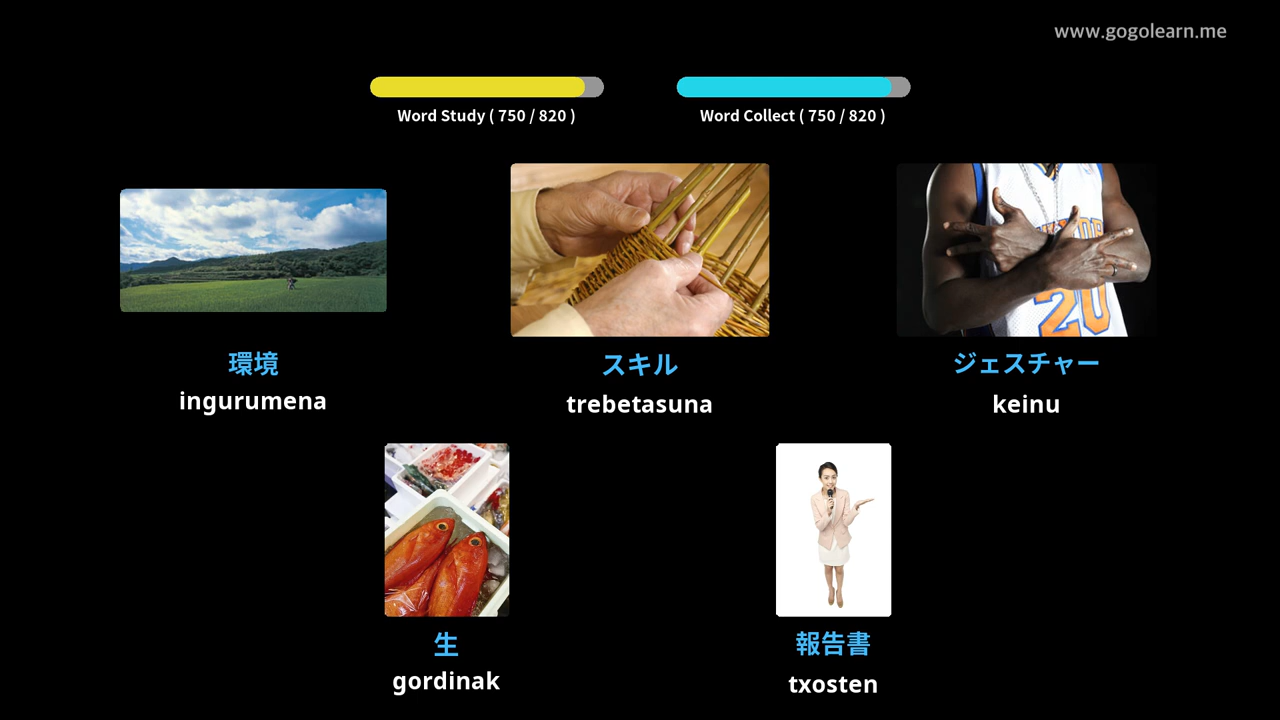 www.gogolearn.me
Word Study ( 750 / 820 )
Word Collect ( 750 / 820 )
環境
ingurumena
スキル
trebetasuna
ジェスチャー
keinu
20
生
gordinak
報告書
txosten